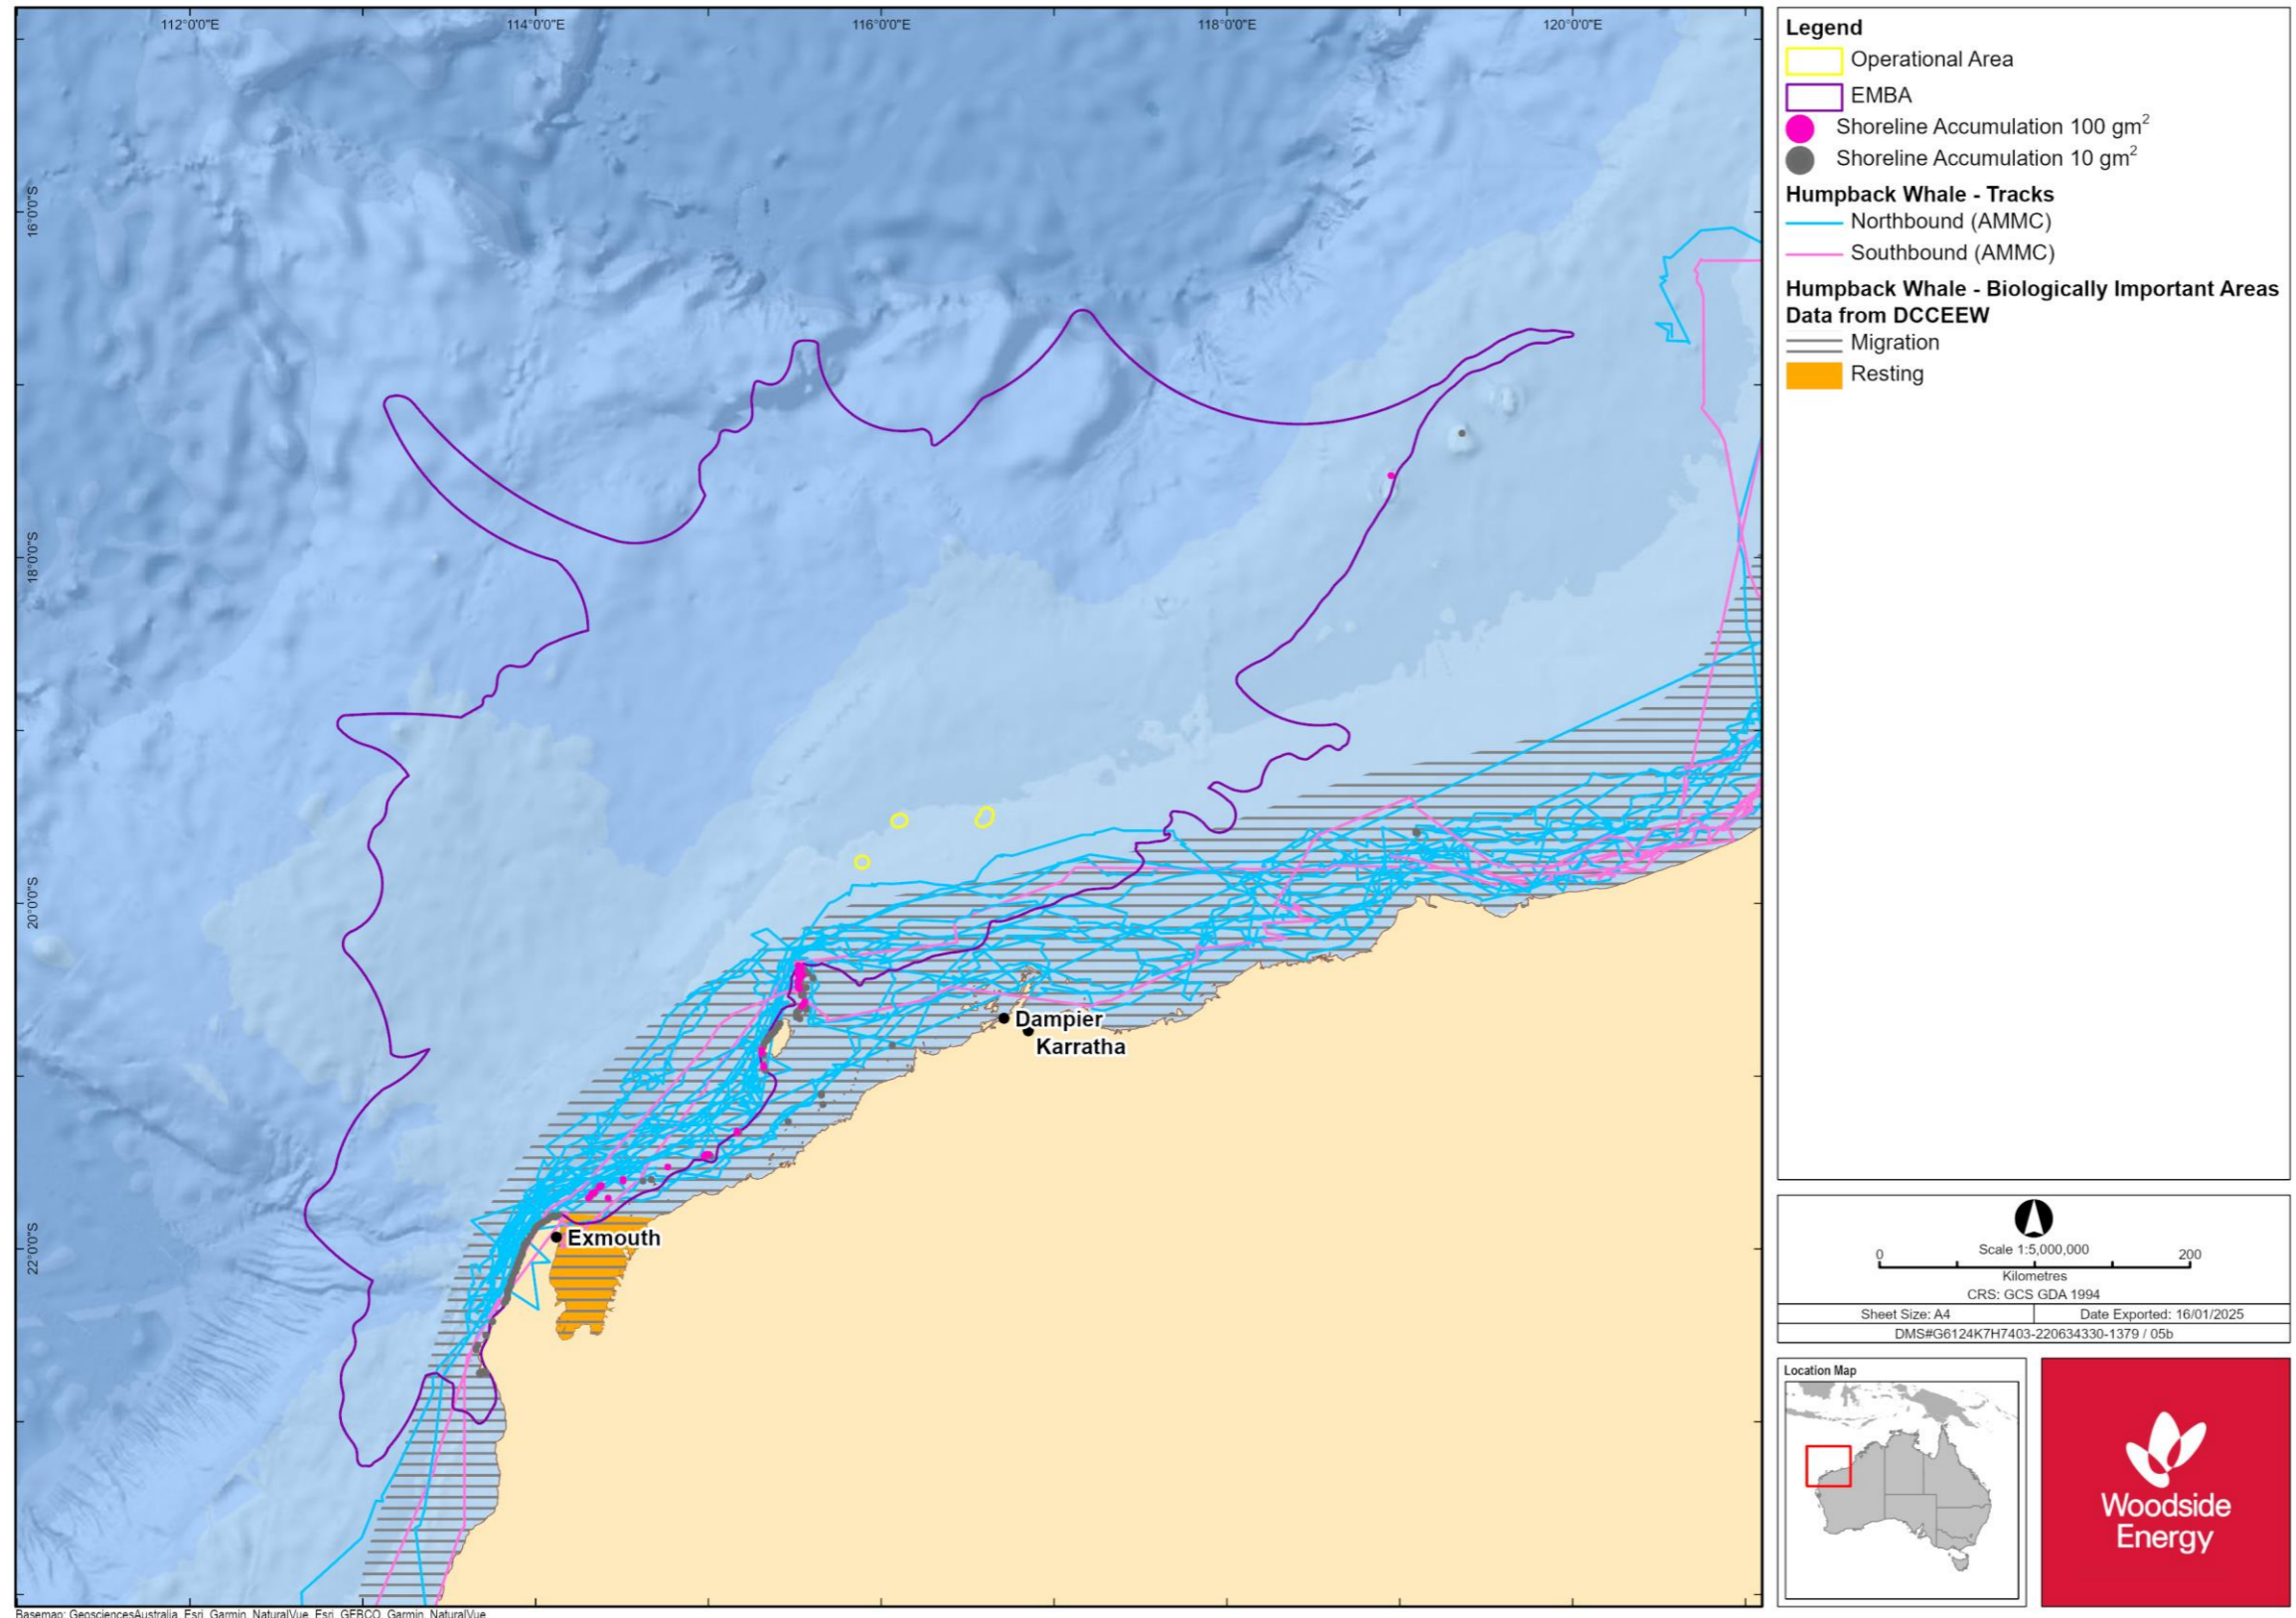 112°0'0"E
114°0'0"E
116°0'0"E
118°0'0"E
120°0'0"E
16°0'0"S
18°0'0"S
20°0'0"S
22°0'0"S
Dampier
Karratha
Exmouth
Legend
Operational Area
EMBA
Shoreline Accumulation 100 gm²
Shoreline Accumulation 10 gm²
Humpback Whale - Tracks
Northbound (AMMC)
Southbound (AMMC)
Humpback Whale - Biologically Important Areas
Data from DCCEEW
Migration
Resting
Scale 1:5,000,000
0
200
Kilometres
CRS: GCS GDA 1994
Sheet Size: A4
Date Exported: 16/01/2025
DMS#G6124K7H7403-220634330-1379 / 05b
Location Map
Woodside
Energy
Basemap: GeosciencesAustralia, Esri, Garmin, NaturalVue, Esri, GEBCO, Garmin, NaturalVue